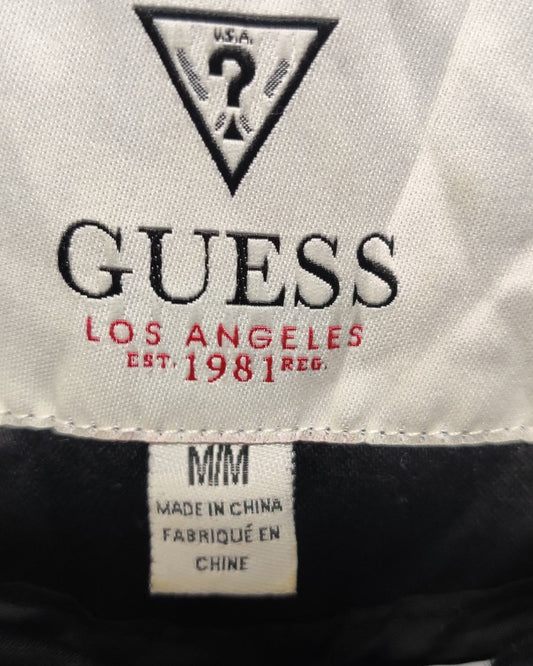 U.S.A.
?
GUESS
LOS ANGELES
EST. 1981 REG.
M/M
MADE IN CHINA
FABRIQUÉ EN
CHINE